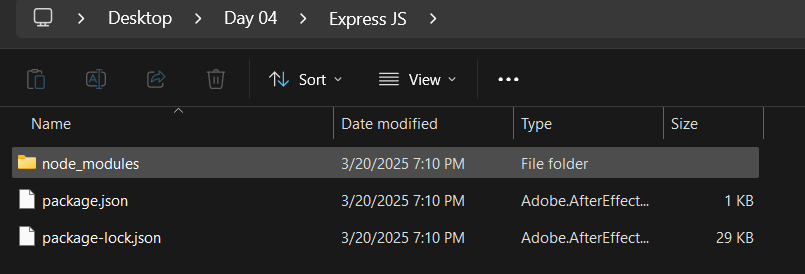 Desktop > Day 04 > Express JS >
Sort View ...
Name Date modified Type Size
node_modules 3/20/2025 7:10 PM File folder
package.json 3/20/2025 7:10 PM Adobe.AfterEffect... 1 KB
package-lock.json 3/20/2025 7:10 PM Adobe.AfterEffect... 29 KB